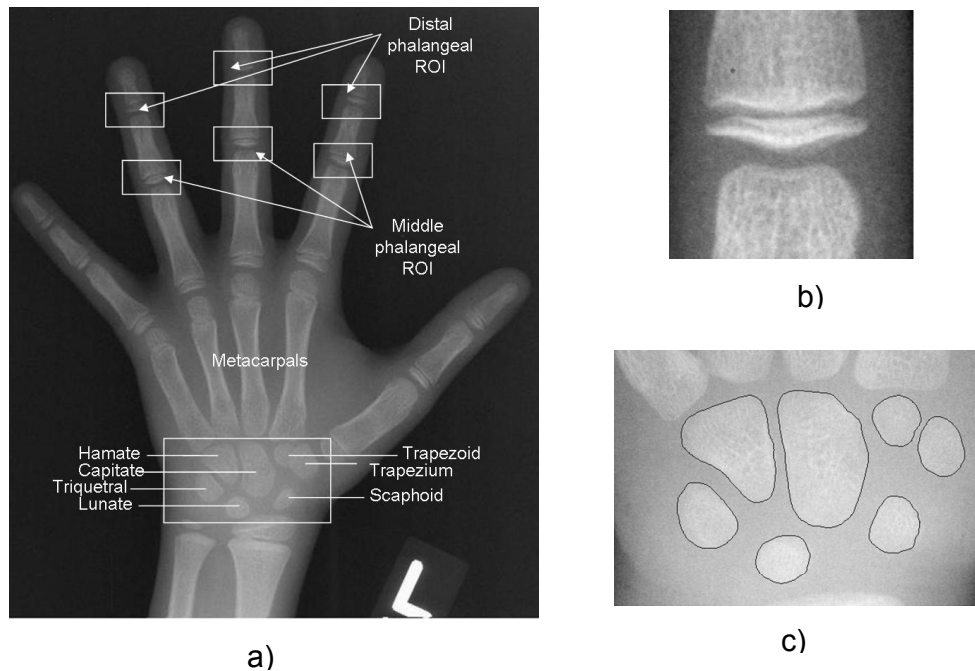 Distal
phalangeal
ROI
Middle
phalangeal
ROI
Metacarpals
Hamate
Capitate
Triquetral
Lunate
Trapezoid
Trapezium
Scaphoid
L
a)
b)
c)